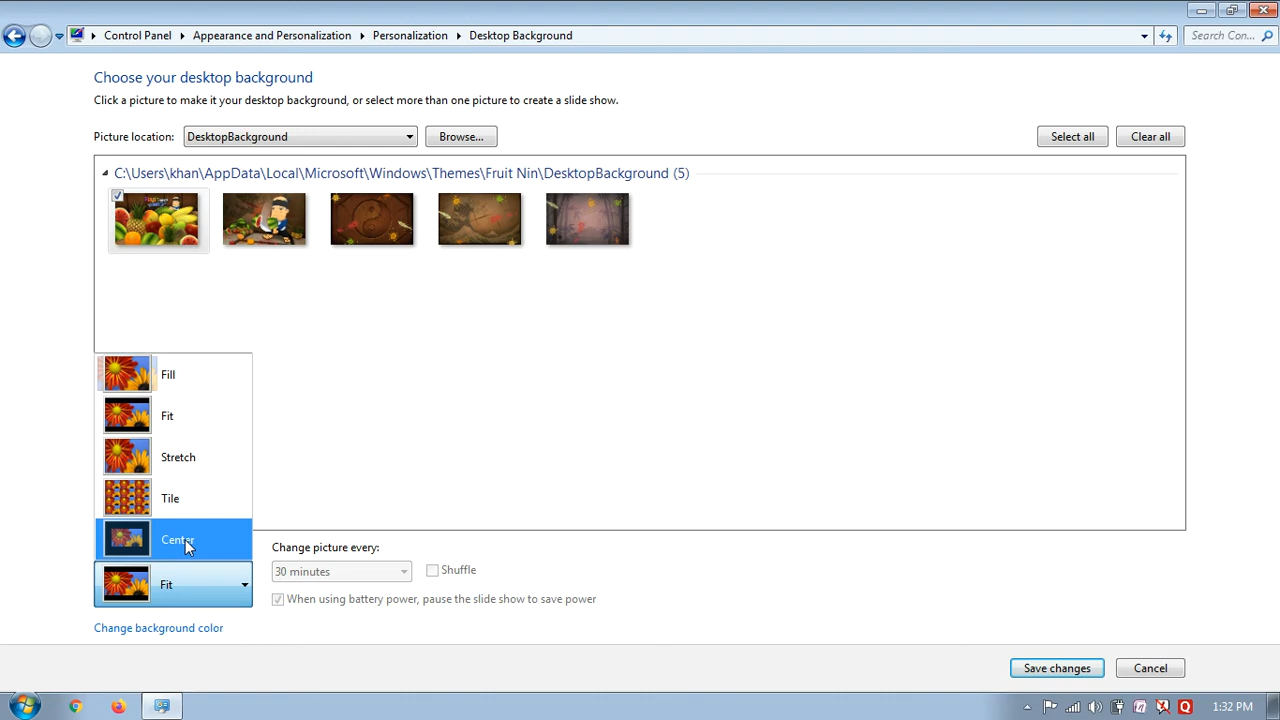 Control Panel Appearance and Personalization Personalization Desktop Background Search Con...
Choose your desktop background
Click a picture to make it your desktop background, or select more than one picture to create a slide show.
Picture location: DesktopBackground Browse... Select all Clear all
C:\Users\khan\AppData\Local\Microsoft\Windows\Themes\Fruit Nin\DesktopBackground (5)
Fill
Fit
Stretch
Tile
Center
Fit
Change picture every:
30 minutes Shuffle
When using battery power, pause the slide show to save power
Change background color
Save changes Cancel
1:32 PM